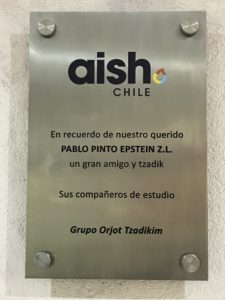 aish
CHILE
En recuerdo de nuestro querido
PABLO PINTO EPSTEIN Z.L.
un gran amigo y tzadik
Sus compañeros de estudio
Grupo Orjot Tzadikim